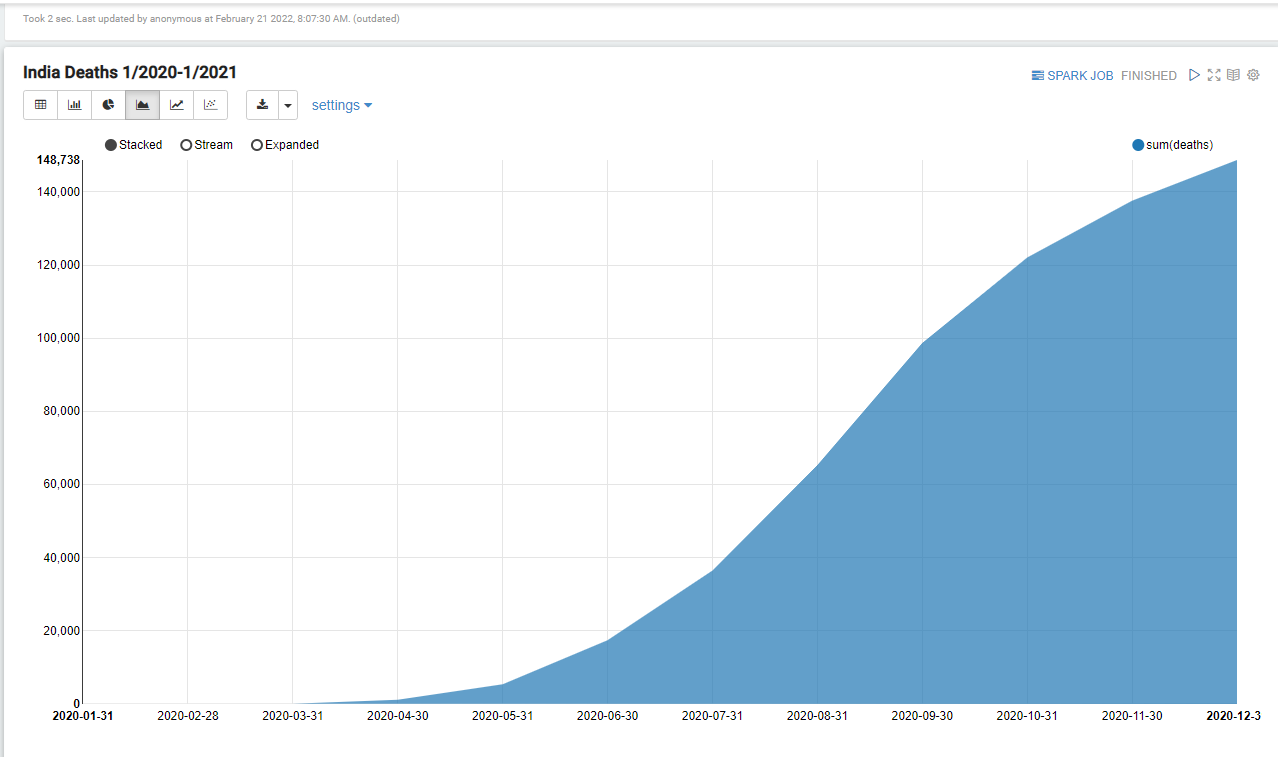 Took 2 sec. Last updated by anonymous at February 21 2022, 8:07:30 AM. (outdated)
India Deaths 1/2020-1/2021
SPARK JOB FINISHED
settings
Stacked Stream Expanded sum(deaths)
148,738
140,000
120,000
100,000
80,000
60,000
40,000
20,000
0
2020-01-31 2020-02-28 2020-03-31 2020-04-30 2020-05-31 2020-06-30 2020-07-31 2020-08-31 2020-09-30 2020-10-31 2020-11-30 2020-12-3